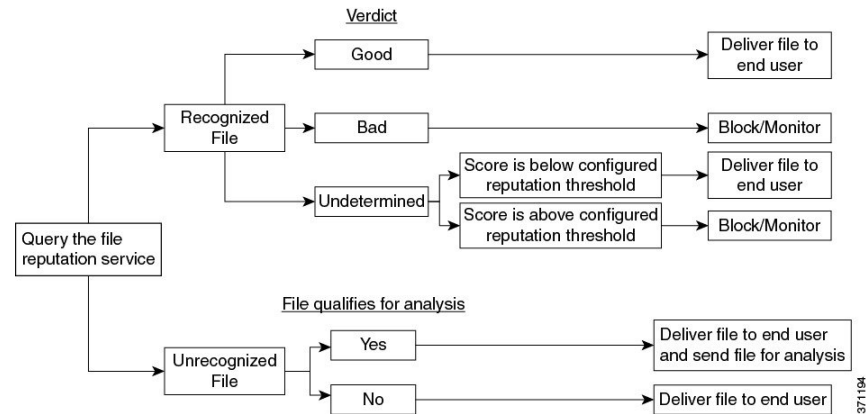 Verdict
Good
Deliver file to
end user
Recognized
File
Bad
Block/Monitor
Undetermined
Score is below configured
reputation threshold
Deliver file to
end user
Score is above configured
reputation threshold
Block/Monitor
Query the file
reputation service
File qualifies for analysis
Unrecognized
File
Yes
Deliver file to end user
and send file for analysis
No
Deliver file to end user
371194